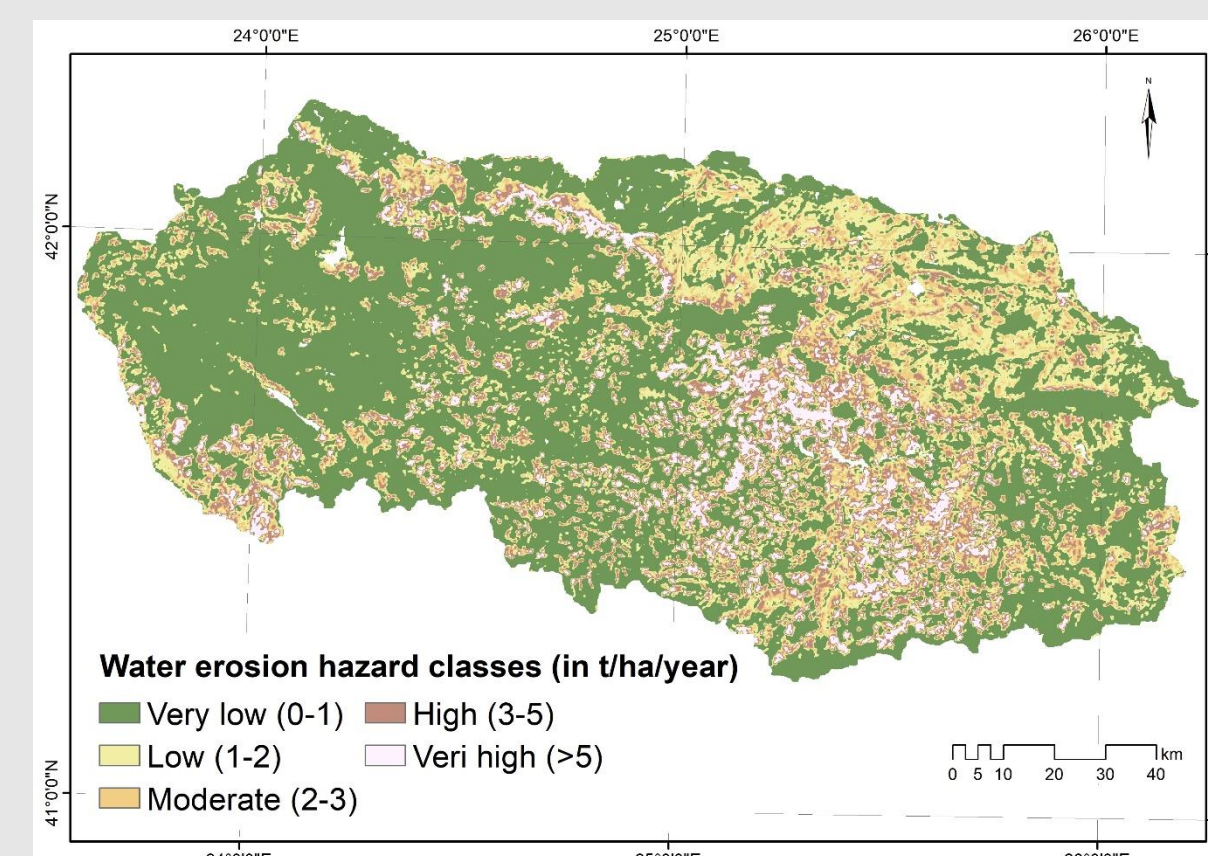 24°0'0"E 25°0'0"E 26°0'0"E
N
42°0'0"N
41°0'0"N
Water erosion hazard classes (in t/ha/year)
Very low (0-1) High (3-5)
Low (1-2) Veri high (>5)
Moderate (2-3)
km
0 5 10 20 30 40